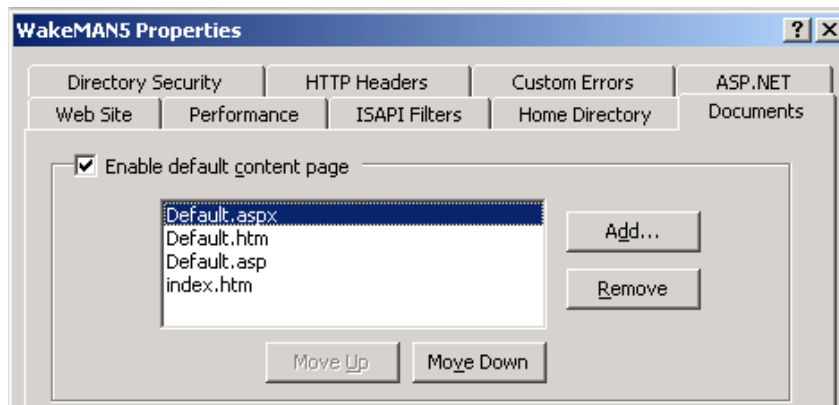 WakeMAN5 Properties
Directory Security HTTP Headers Custom Errors ASP.NET
Web Site Performance ISAPI Filters Home Directory Documents
Enable default content page
Default.aspx
Default.htm
Default.asp
index.htm
Add...
Remove
Move Up Move Down